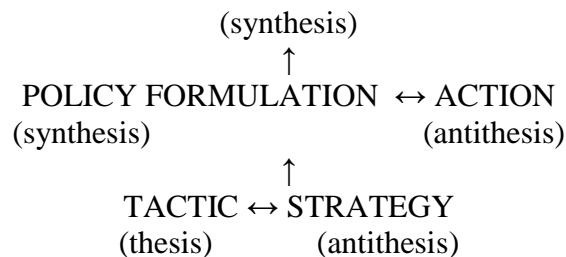 (synthesis)
↑
POLICY FORMULATION ↔ ACTION
(synthesis) (antithesis)
↑
TACTIC ↔ STRATEGY
(thesis) (antithesis)